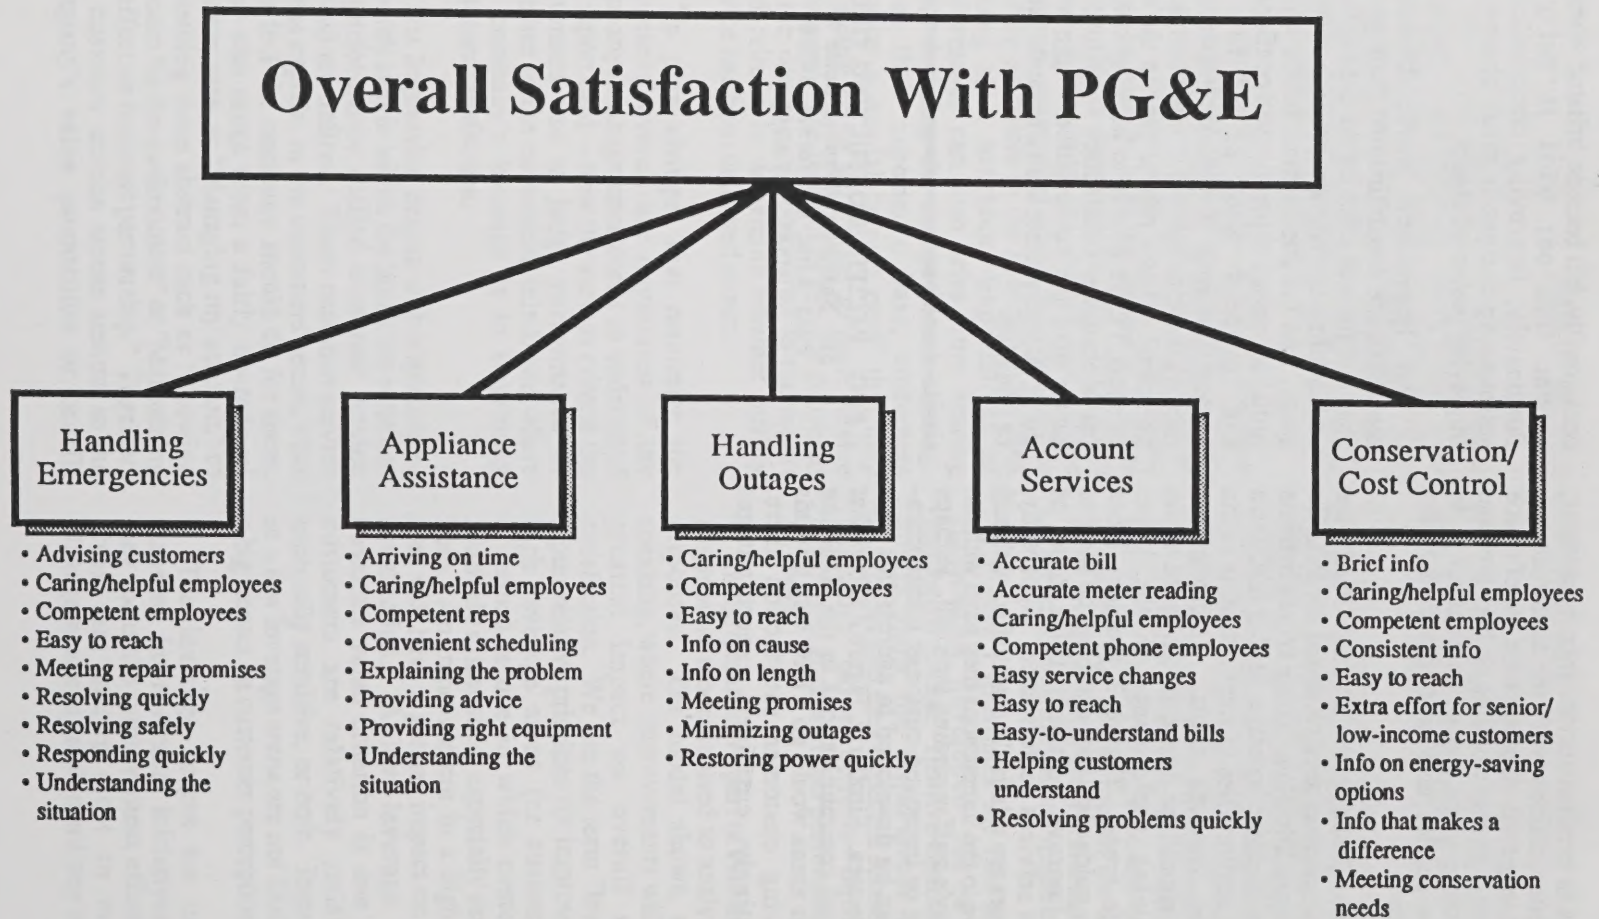 Overall Satisfaction With PG&E
Handling
Emergencies
• Advising customers
• Caring/helpful employees
• Competent employees
• Easy to reach
• Meeting repair promises
• Resolving quickly
• Resolving safely
• Responding quickly
• Understanding the
situation
Appliance
Assistance
• Arriving on time
• Caring/helpful employees
• Competent reps
• Convenient scheduling
• Explaining the problem
• Providing advice
• Providing right equipment
• Understanding the
situation
Handling
Outages
• Caring/helpful employees
• Competent employees
• Easy to reach
• Info on cause
• Info on length
• Meeting promises
• Minimizing outages
• Restoring power quickly
Account
Services
• Accurate bill
• Accurate meter reading
• Caring/helpful employees
• Competent phone employees
• Easy service changes
• Easy to reach
• Easy-to-understand bills
• Helping customers
understand
• Resolving problems quickly
Conservation/
Cost Control
• Brief info
• Caring/helpful employees
• Competent employees
• Consistent info
• Easy to reach
• Extra effort for senior/
low-income customers
• Info on energy-saving
options
• Info that makes a
difference
• Meeting conservation
needs